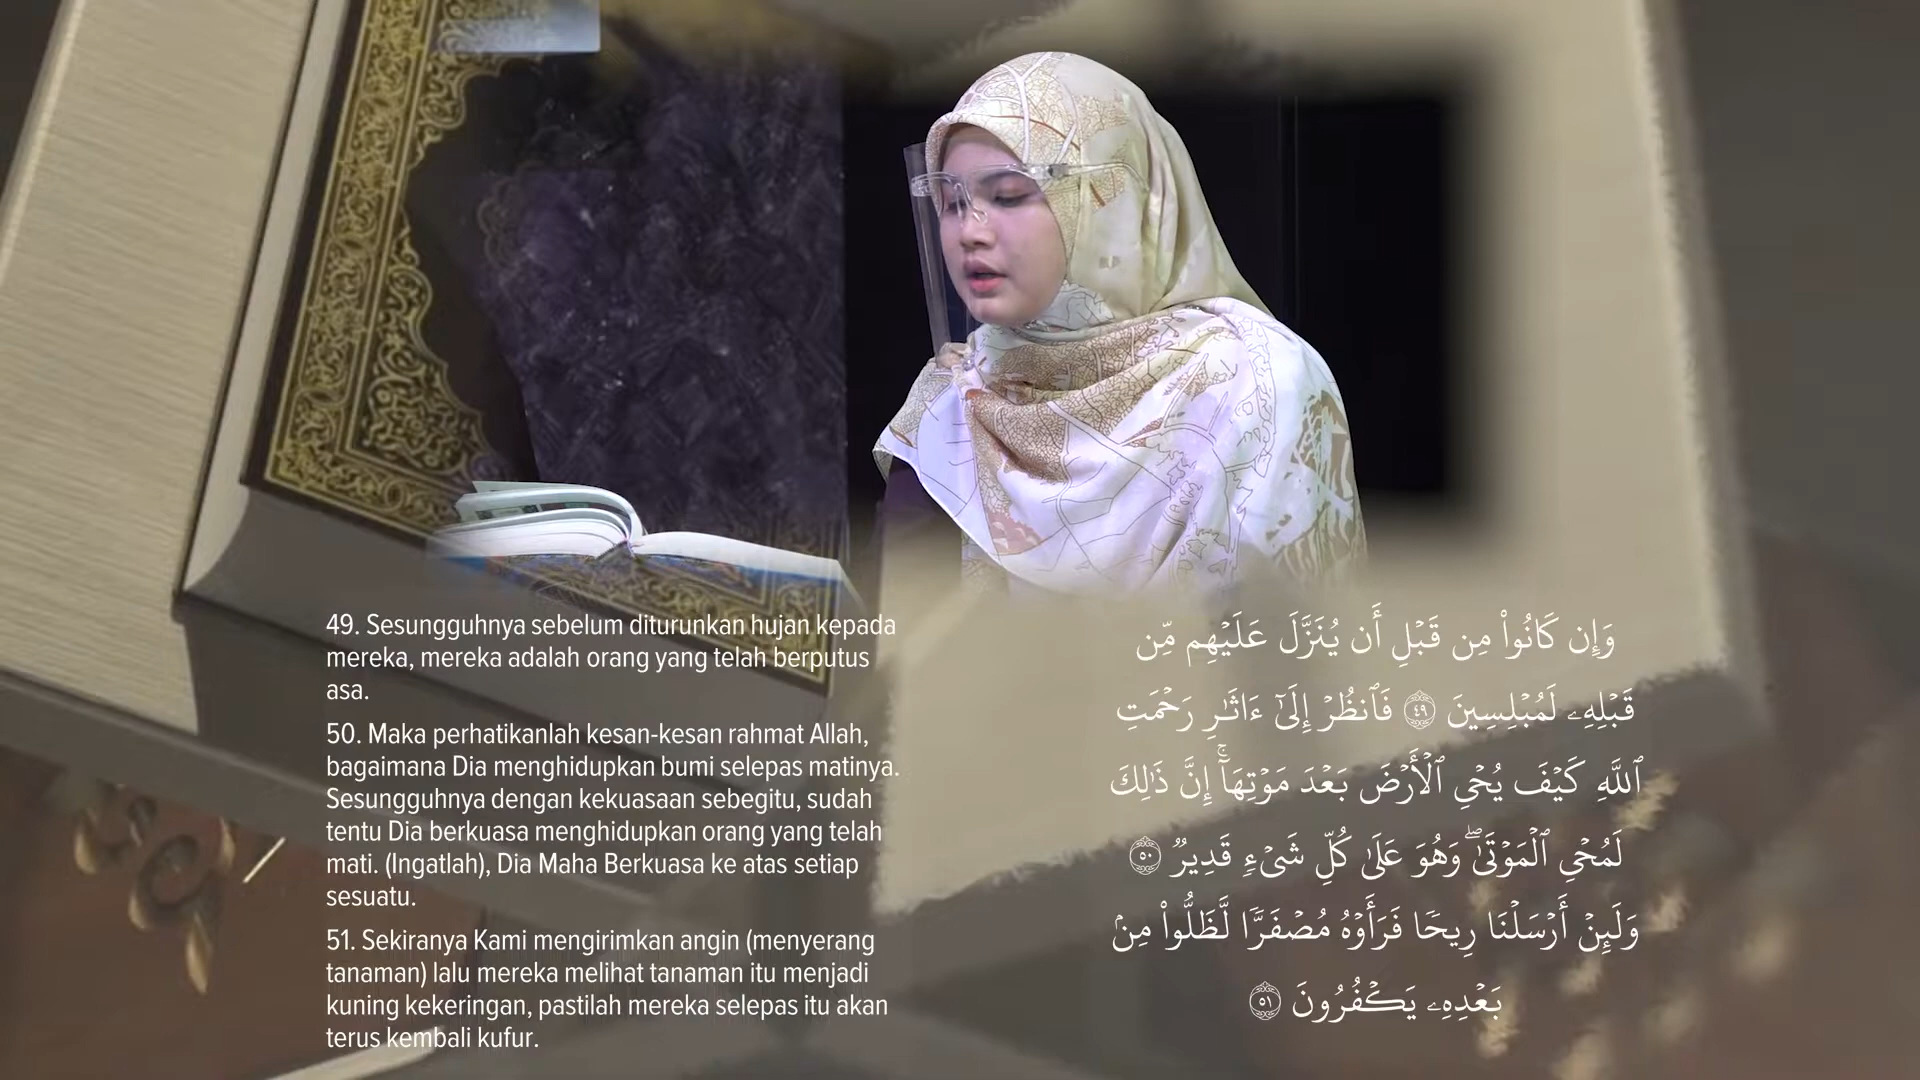 49. Sesungguhnya sebelum diturunkan hujan kepada
mereka, mereka adalah orang yang telah berputus
asa.
50. Maka perhatikanlah kesan-kesan rahmat Allah,
bagaimana Dia menghidupkan bumi selepas matinya.
Sesungguhnya dengan kekuasaan sebegitu, sudah
tentu Dia berkuasa menghidupkan orang yang telah
mati. (Ingatlah), Dia Maha Berkuasa ke atas setiap
sesuatu.
51. Sekiranya Kami mengirimkan angin (menyerang
tanaman) lalu mereka melihat tanaman itu menjadi
kuning kekeringan, pastilah mereka selepas itu akan
terus kembali kufur.
وَإِن كَانُوا۟ مِن قَبْلِ أَن يُنَزَّلَ عَلَيْهِم مِّن
قَبْلِهِۦ لَمُبْلِسِينَ ٤٩ فَٱنظُرْ إِلَىٰٓ ءَاثَـٰرِ رَحْمَتِ
ٱللَّهِ كَيْفَ يُحْىِ ٱلْأَرْضَ بَعْدَ مَوْتِهَآ ۚ إِنَّ ذَٰلِكَ
لَمُحْىِ ٱلْمَوْتَىٰ ۖ وَهُوَ عَلَىٰ كُلِّ شَىْءٍ قَدِيرٌ ٥٠
وَلَئِنْ أَرْسَلْنَا رِيحًا فَرَأَوْهُ مُصْفَرًّا لَّظَلُّوا۟ مِنۢ
بَعْدِهِۦ يَكْفُرُونَ ٥١